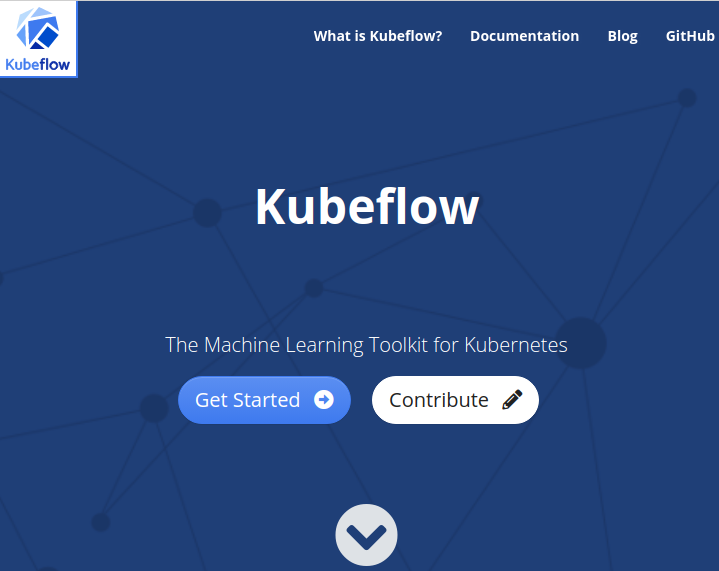 Kubeflow
What is Kubeflow? Documentation Blog GitHub
Kubeflow
The Machine Learning Toolkit for Kubernetes
Get Started Contribute